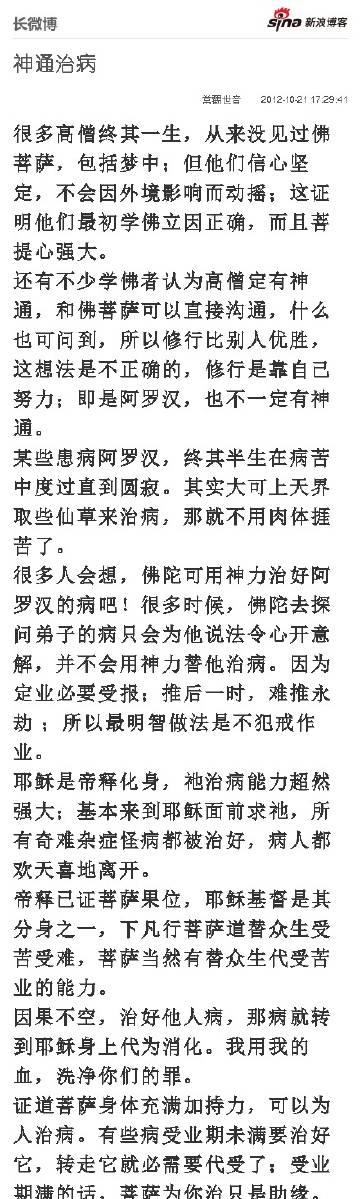 长微博
sina 新浪博客
神通治病
2012-10-21 17:29:41
很多高僧终其一生，从来没见过佛
菩萨，包括梦中；但他们信心坚
定，不会因外境影响而动摇；这证
明他们最初学佛立因正确，而且菩
提心强大。
还有不少学佛者认为高僧定有神
通，和佛菩萨可以直接沟通，什么
也可问到，所以修行比别人优胜，
这想法是不正确的，修行是靠自己
努力；即是阿罗汉，也不一定有神
通。
某些患病阿罗汉，终其半生在病苦
中度过直到圆寂。其实大可上天界
取些仙草来治病，那就不用肉体捱
苦了。
很多人会想，佛陀可用神力治好阿
罗汉的病吧！很多时候，佛陀去探
问弟子的病只会为他说法令心开意
解，并不会用神力替他治病。因为
定业必要受报；推后一时，难推永
劫 ；所以最明智做法是不犯戒作
业。
耶稣是帝释化身，祂治病能力超然
强大；基本来到耶稣面前求祂，所
有奇难杂症怪病都被治好，病人都
欢天喜地离开。
帝释已证菩萨果位，耶稣基督是其
分身之一，下凡行菩萨道替众生受
苦受难，菩萨当然有替众生代受苦
业的能力。
因果不空，治好他人病，那病就转
到耶稣身上代为消化。我用我的
血，洗净你们的罪。
证道菩萨身体充满加持力，可以为
人治病。有些病受业期未满要治好
它，转走它就必需要代受了；受业
期满的话，菩萨为你治只是助缘。